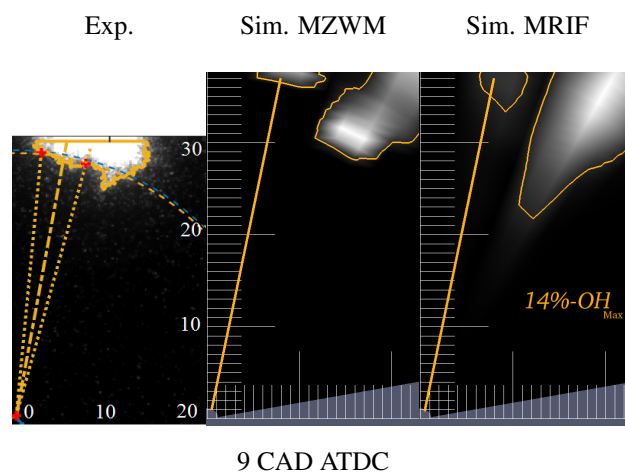 Exp. Sim. MZWM Sim. MRIF
30
20
14%-OH Max
10
0 10 20
9 CAD ATDC